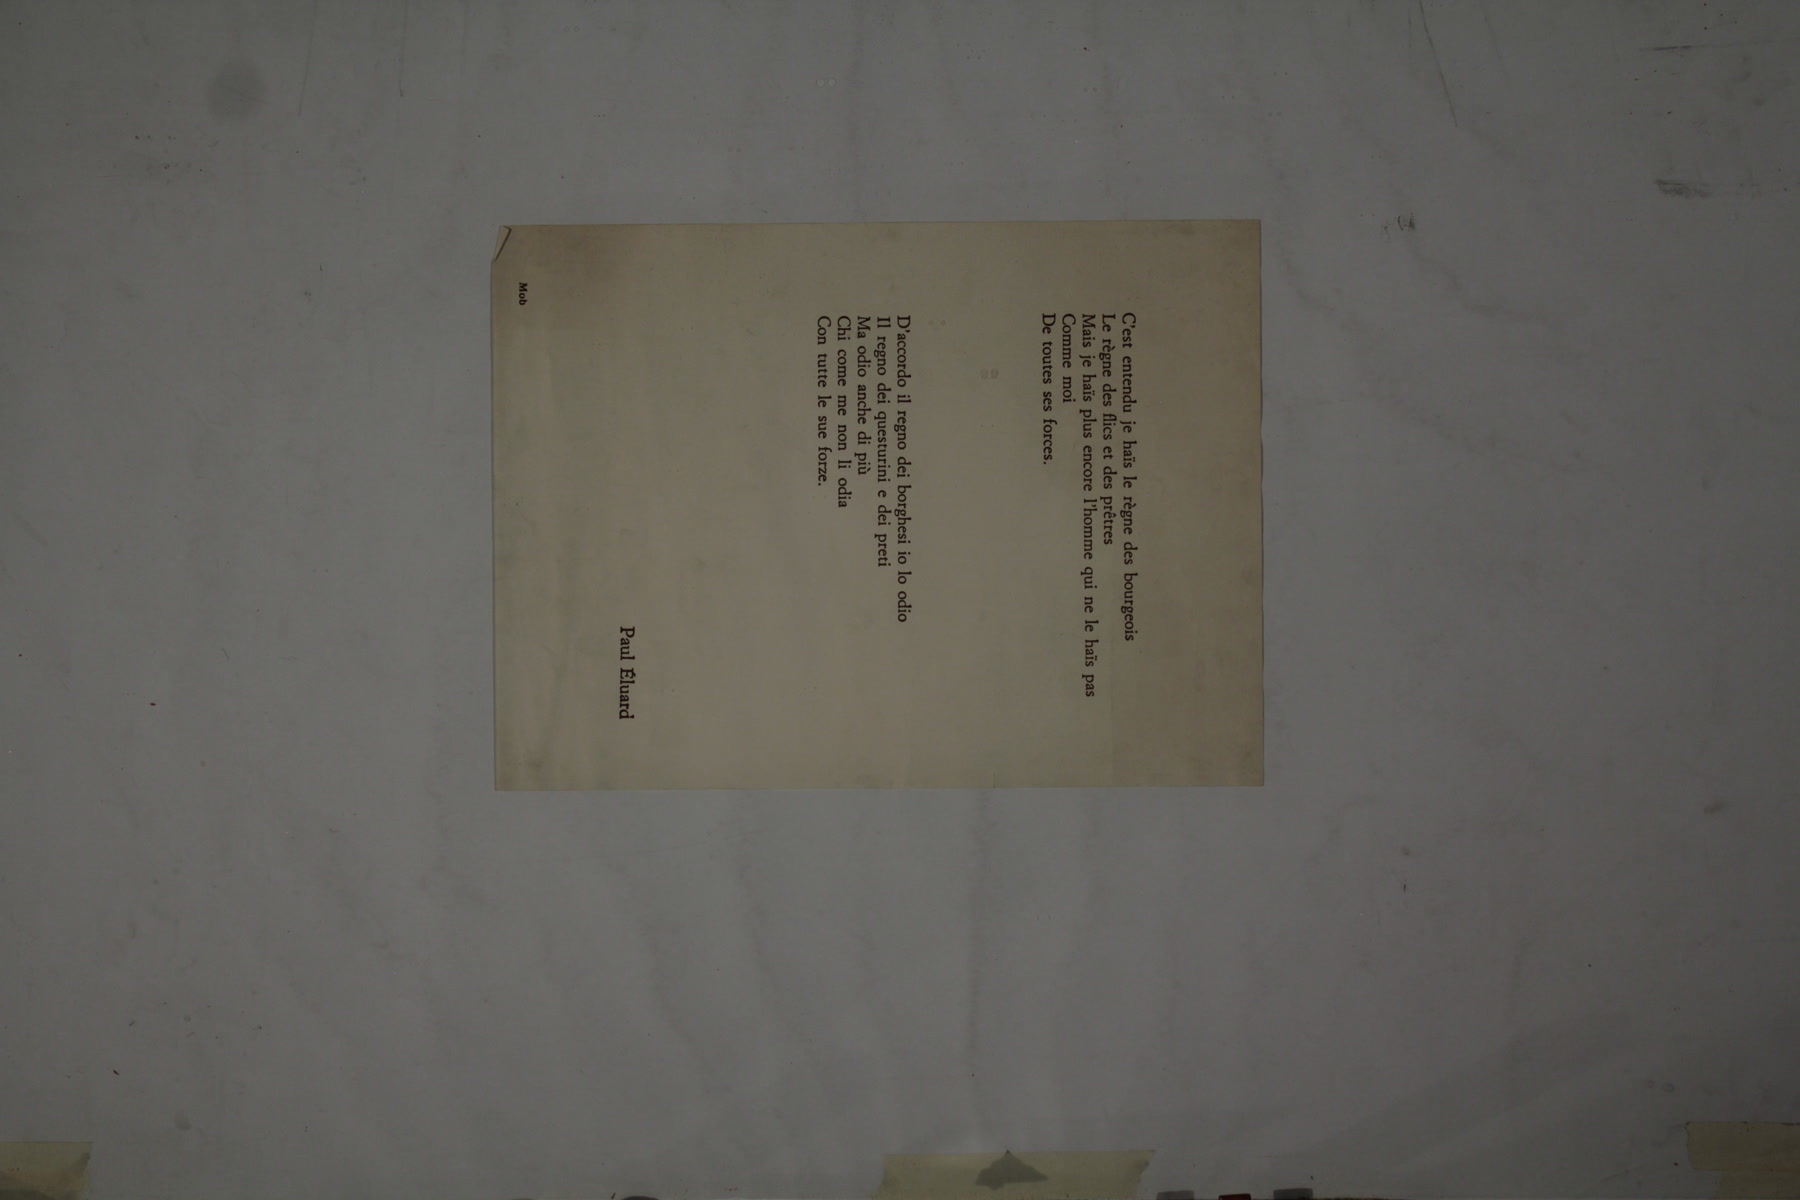 C'est entendu je haïs le règne des bourgeois
Le règne des flics et des prêtres
Mais je haïs plus encore l'homme qui ne le haïs pas
Comme moi
De toutes ses forces.
D'accordo il regno dei borghesi io lo odio
Il regno dei questurini e dei preti
Ma odio anche di più
Chi come me non li odia
Con tutte le sue forze.
Paul Éluard
Mob